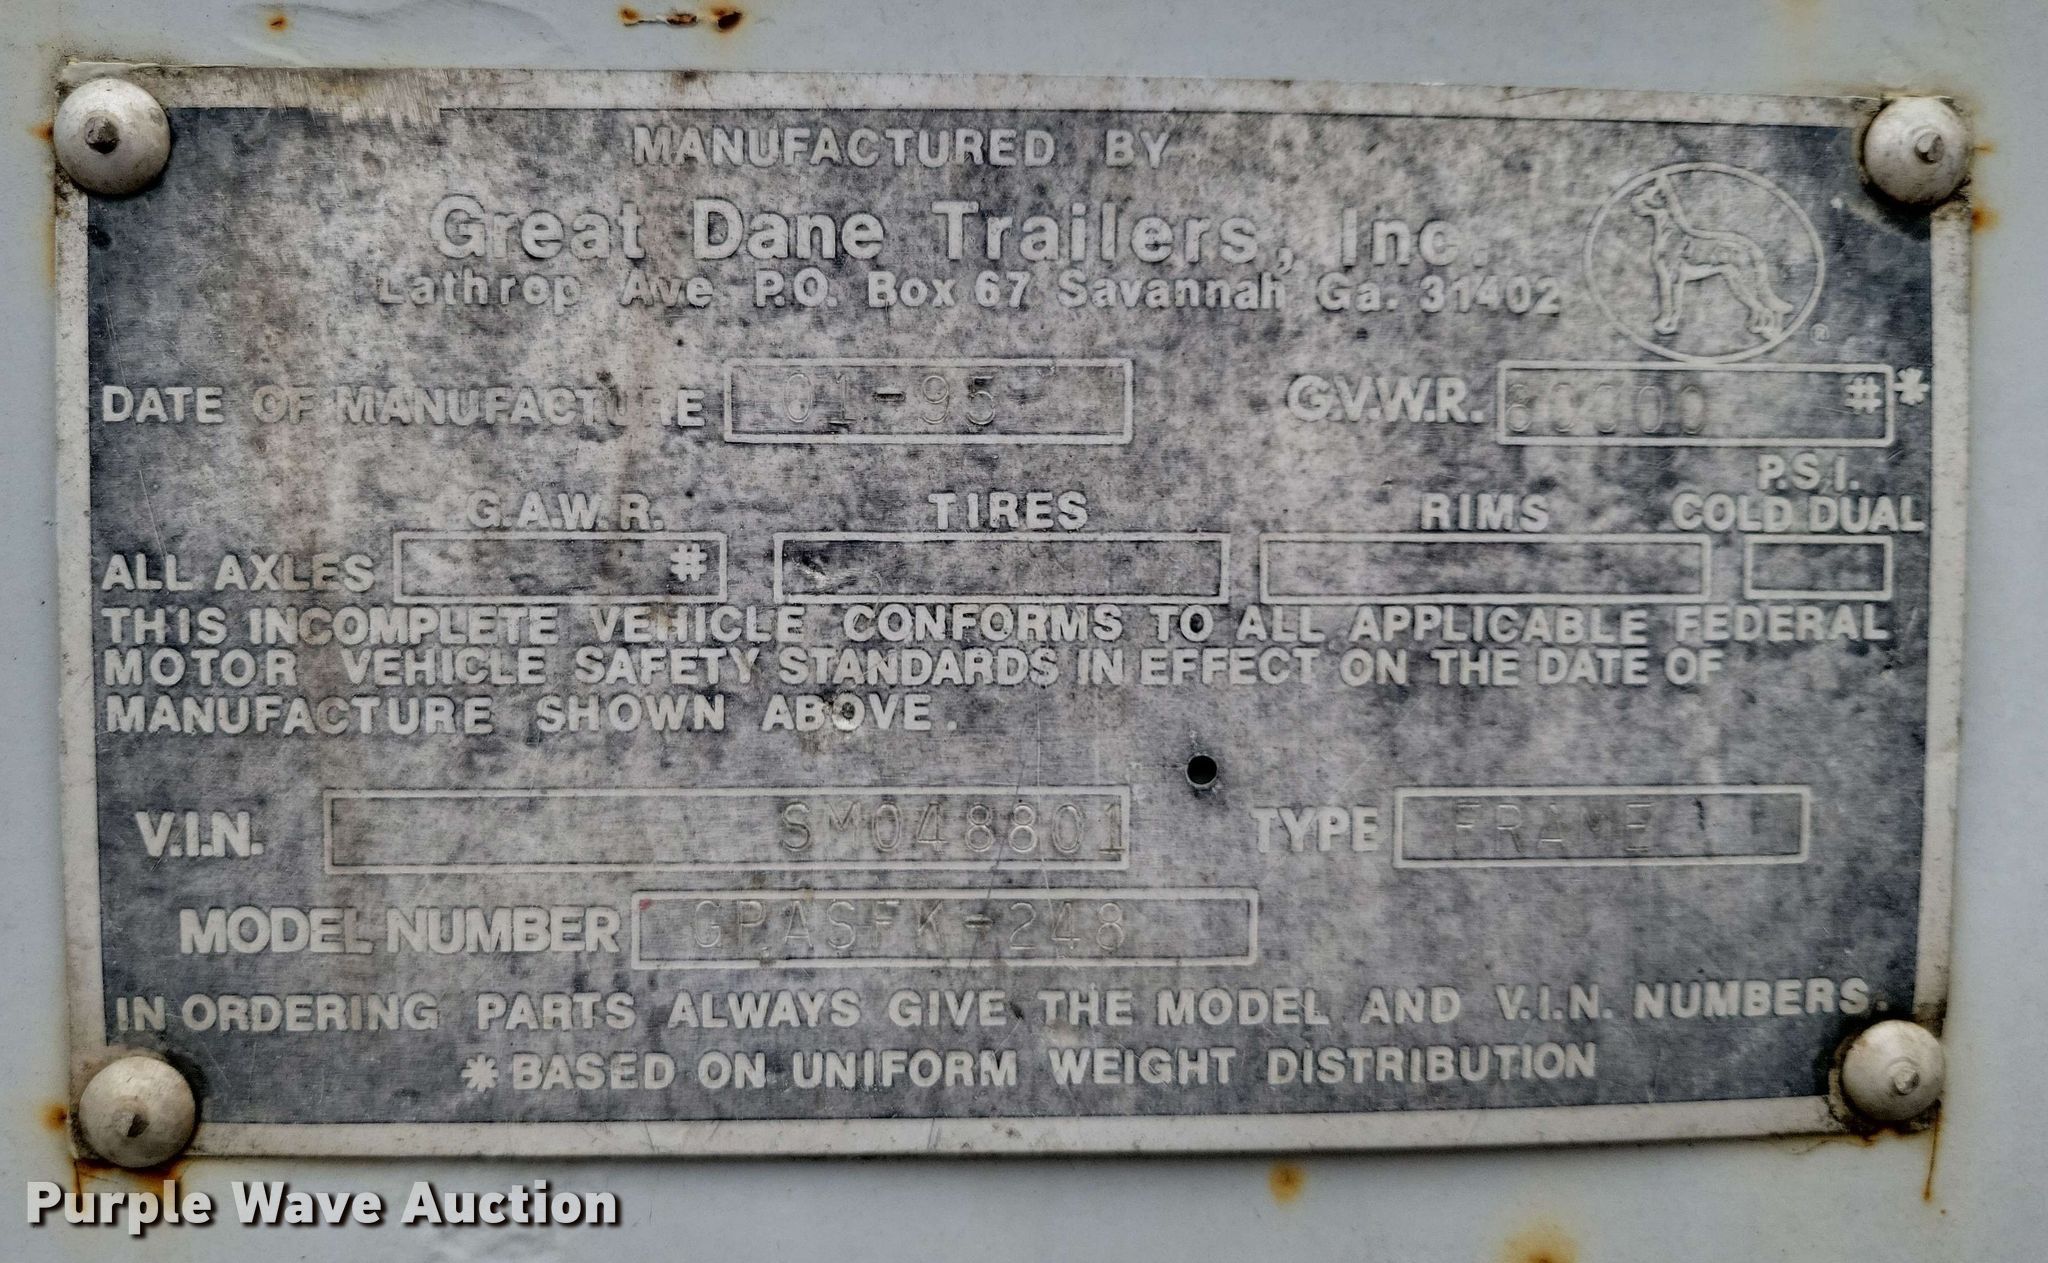 MANUFACTURED BY
Great Dane Trailers, Inc.
Lathrop Ave. P.O. Box 67 Savannah Ga. 31402
®
DATE OF MANUFACTURE 01-95 G.V.W.R. 60000 #*
G.A.W.R. TIRES RIMS P.S.I. COLD DUAL
ALL AXLES #
THIS INCOMPLETE VEHICLE CONFORMS TO ALL APPLICABLE FEDERAL
MOTOR VEHICLE SAFETY STANDARDS IN EFFECT ON THE DATE OF
MANUFACTURE SHOWN ABOVE.
V.I.N. SM048801 TYPE FRAME
MODEL NUMBER GPASFK-248
IN ORDERING PARTS ALWAYS GIVE THE MODEL AND V.I.N. NUMBERS.
*BASED ON UNIFORM WEIGHT DISTRIBUTION
Purple Wave Auction